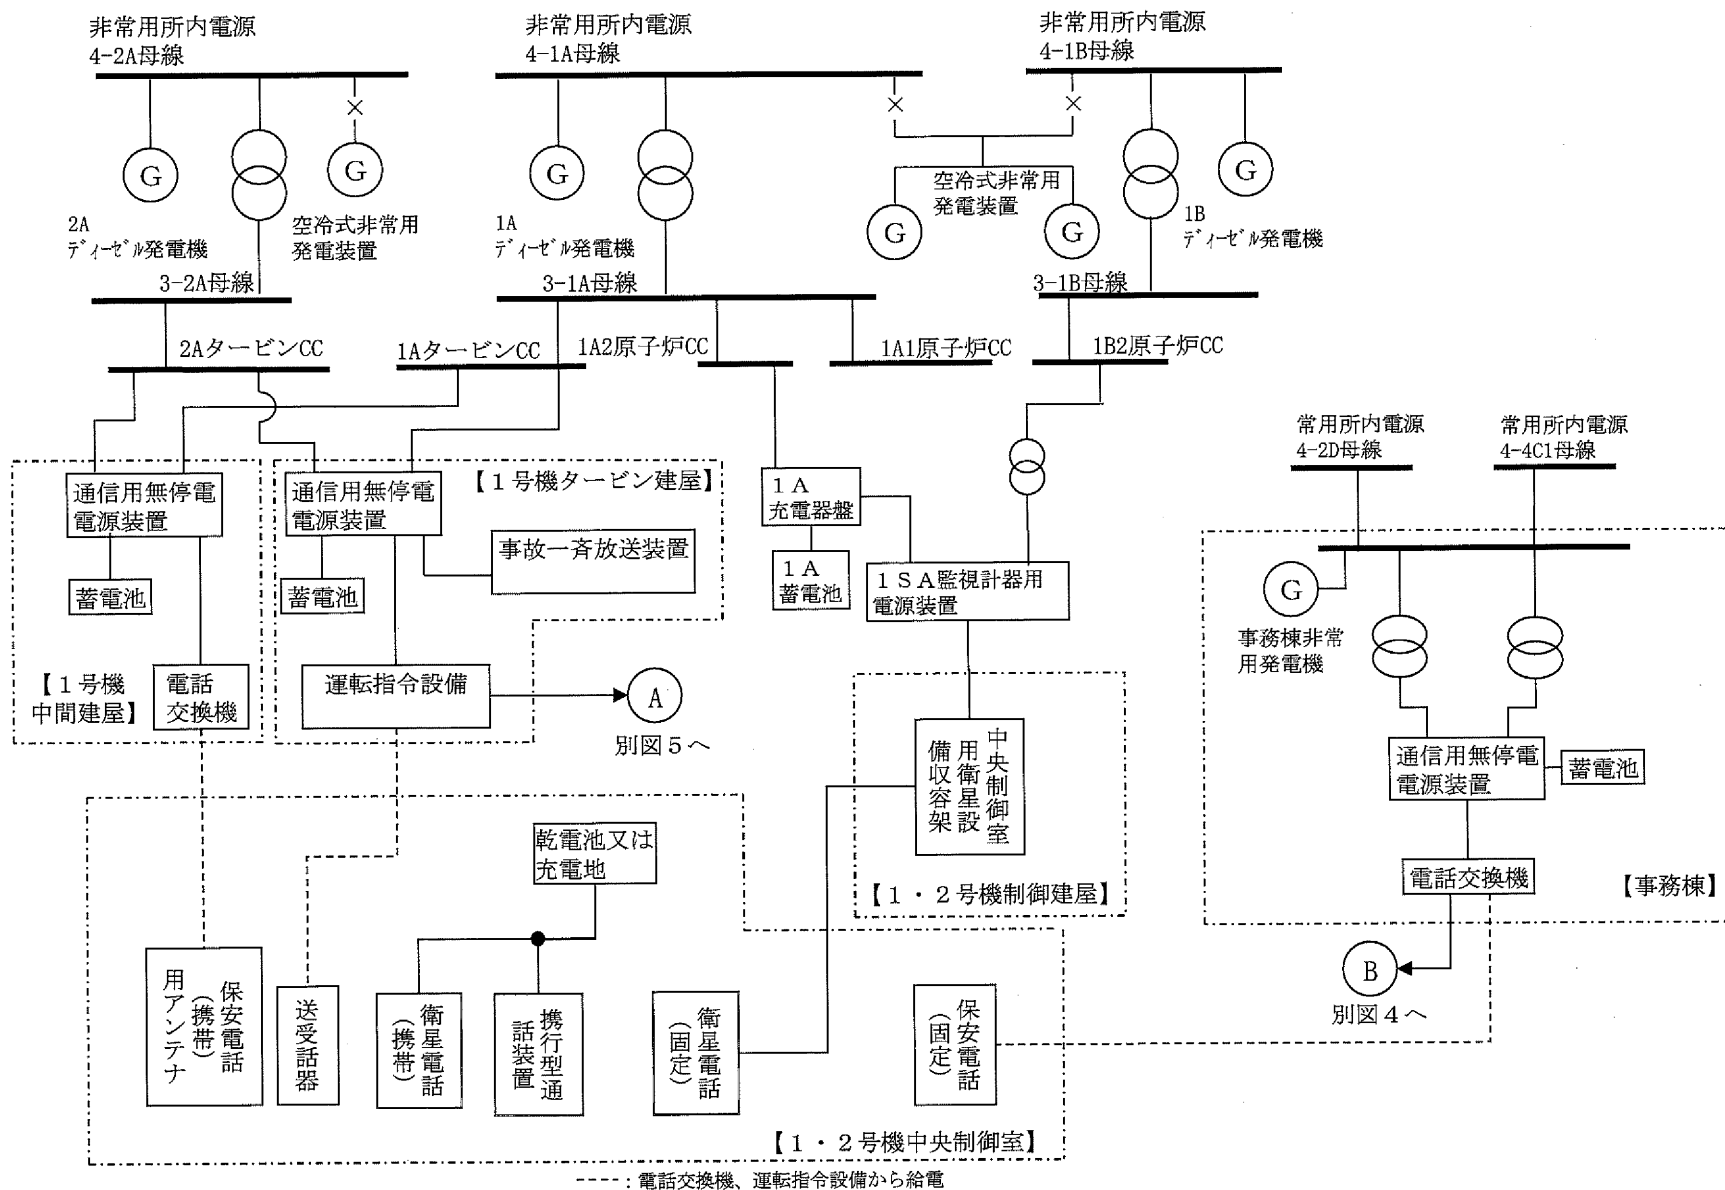 非常用所内電源
4-2A母線
非常用所内電源
4-1A母線
非常用所内電源
4-1B母線
×
×
×
G
G
G
G
G
G
2A
ディーゼル発電機
空冷式非常用
発電装置
1A
ディーゼル発電機
空冷式非常用
発電装置
1B
ディーゼル発電機
3-2A母線
3-1A母線
3-1B母線
2AタービンCC
1AタービンCC
1A2原子炉CC
1A1原子炉CC
1B2原子炉CC
常用所内電源
4-2D母線
常用所内電源
4-4C1母線
通信用無停電
電源装置
蓄電池
【1号機
中間建屋】
電話
交換機
通信用無停電
電源装置
【1号機タービン建屋】
事故一斉放送装置
蓄電池
運転指令設備
A
別図5へ
1A
充電器盤
1A
蓄電池
1SA監視計器用
電源装置
中央制御室
用衛星設
備収容架
【1・2号機制御建屋】
G
事務棟非常
用発電機
通信用無停電
電源装置
蓄電池
電話交換機
【事務棟】
B
別図4へ
乾電池又は
充電地
保安電話
(携帯)
用アンテナ
送受話器
衛星電話
(携帯)
携行型通
話装置
衛星電話
(固定)
保安電話
(固定)
【1・2号機中央制御室】
----:電話交換機、運転指令設備から給電